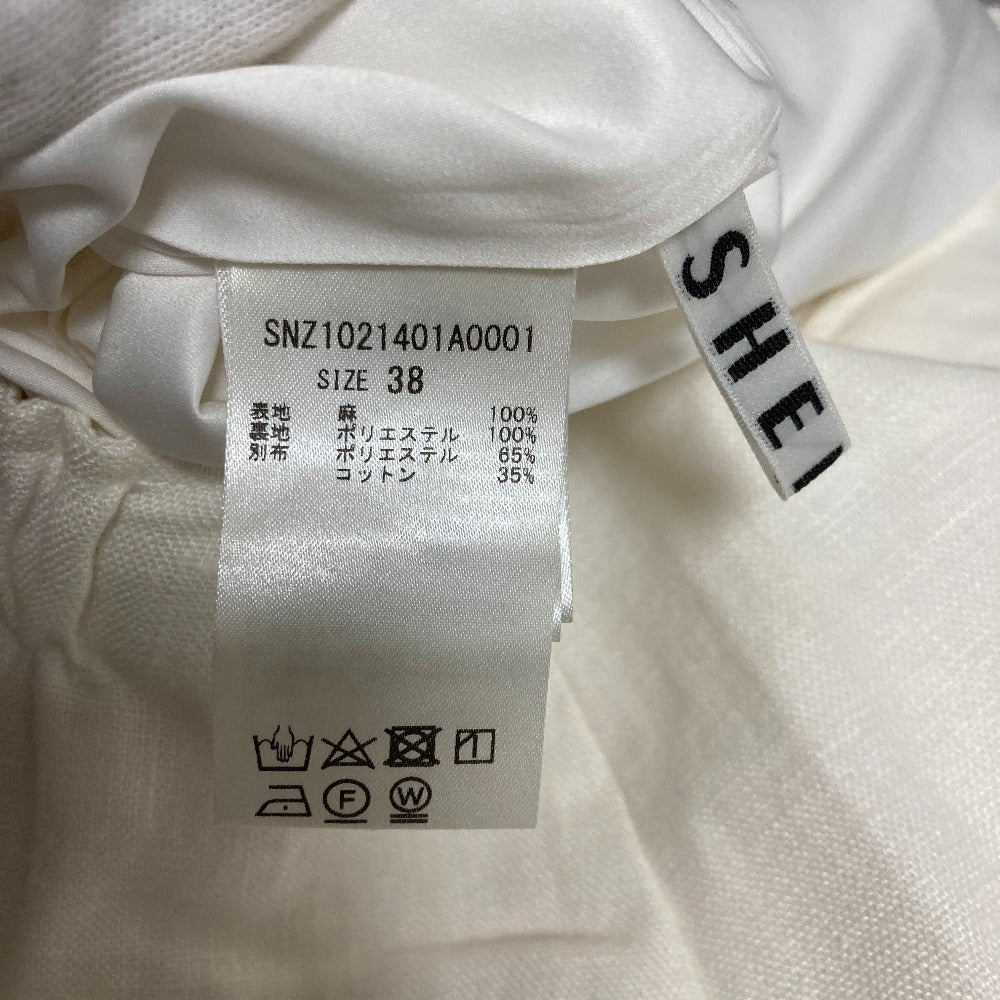 SNZ1021401A0001
SIZE 38
表地 麻 100%
裏地 ポリエステル 100%
別布 ポリエステル 65%
コットン 35%
1
F W
SHE